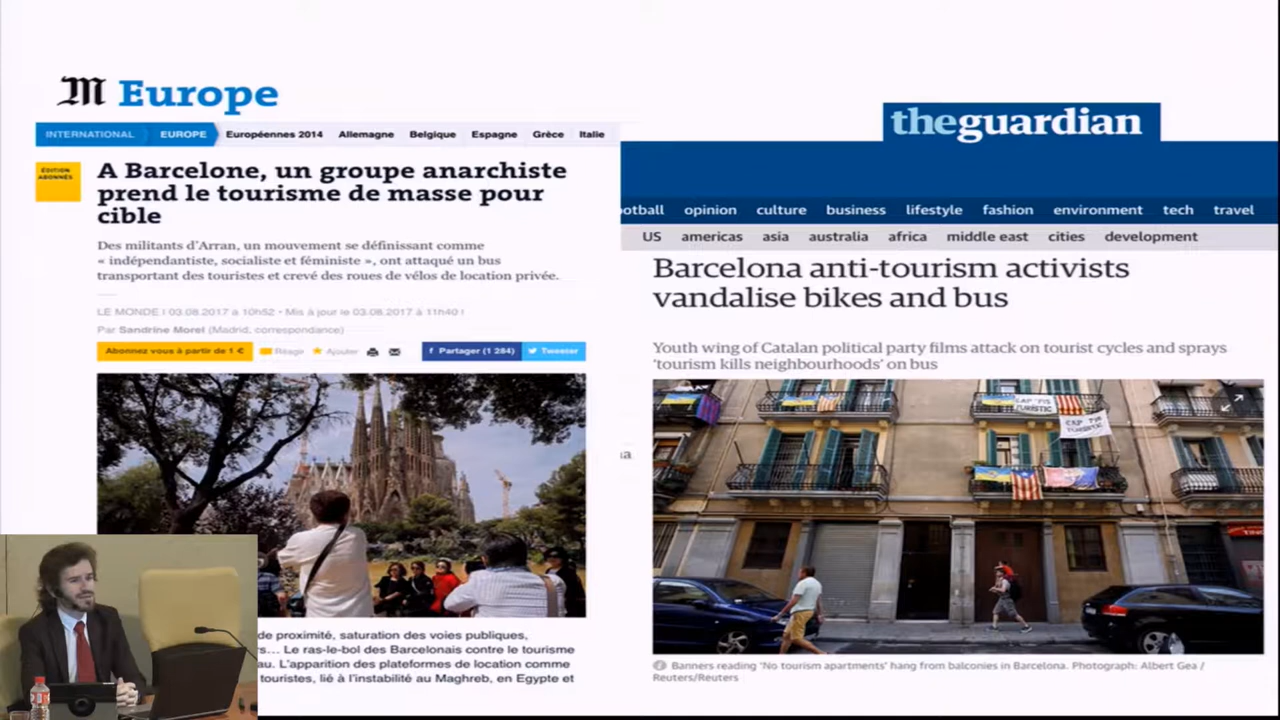 M Europe
INTERNATIONAL EUROPE Européennes 2014 Allemagne Belgique Espagne Grèce Italie
ÉDITION
ABONNÉS
A Barcelone, un groupe anarchiste
prend le tourisme de masse pour
cible
Des militants d'Arran, un mouvement se définissant comme
« indépendantiste, socialiste et féministe », ont attaqué un bus
transportant des touristes et crevé des roues de vélos de location privée.
LE MONDE | 03.08.2017 à 10h52 • Mis à jour le 03.08.2017 à 11h40 |
Par Sandrine Morel (Madrid, correspondance)
Abonnez vous à partir de 1 € Réagir Ajouter f Partager (1 284) Tweeter
de proximité, saturation des voies publiques,
s… Le ras-le-bol des Barcelonais contre le tourisme
au. L'apparition des plateformes de location comme
touristes, lié à l'instabilité au Maghreb, en Egypte et
theguardian
ootball opinion culture business lifestyle fashion environment tech travel
US americas asia australia africa middle east cities development
Barcelona anti-tourism activists
vandalise bikes and bus
Youth wing of Catalan political party films attack on tourist cycles and sprays
'tourism kills neighbourhoods' on bus
CAP PIS
TURÍSTIC
CAP PIS
TURÍSTIC
na
Banners reading 'No tourism apartments' hang from balconies in Barcelona. Photograph: Albert Gea /
Reuters/Reuters